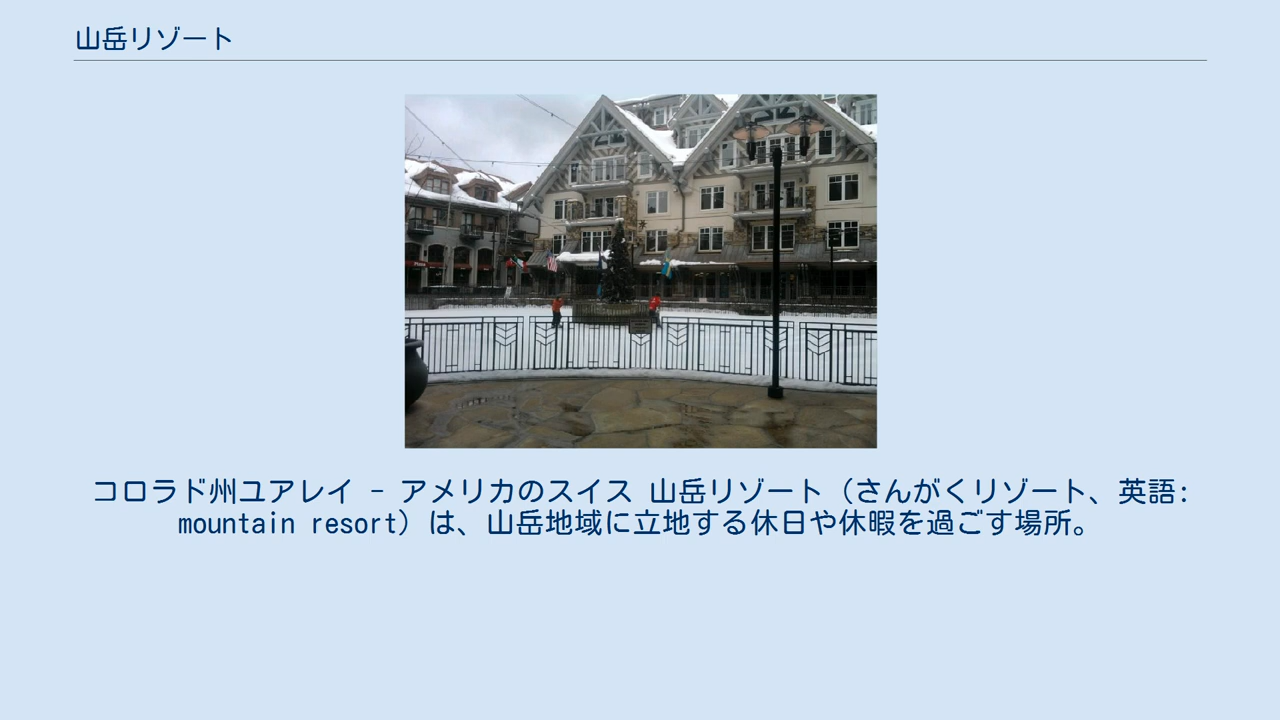 山岳リゾート
コロラド州ユアレイ - アメリカのスイス 山岳リゾート（さんがくリゾート、英語:
mountain resort）は、山岳地域に立地する休日や休暇を過ごす場所。